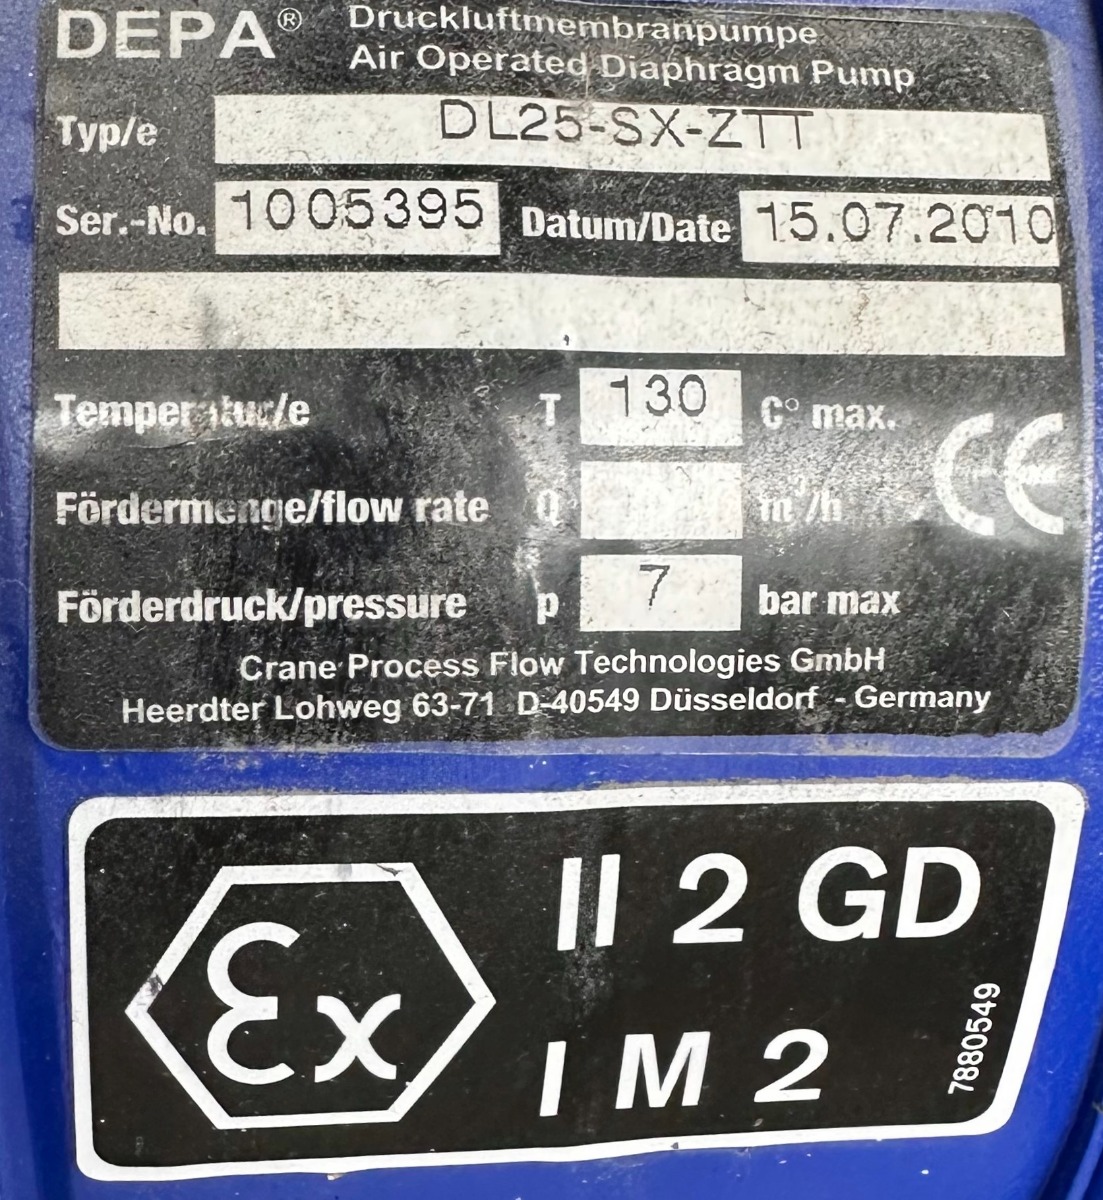 DEPA® Druckluftmembranpumpe
Air Operated Diaphragm Pump
Typ/e DL25-SX-ZTT
Ser.-No. 1005395 Datum/Date 15.07.2010
Temperatur/e T 130 C° max.
Fördermenge/flow rate Q m³/h
Förderdruck/pressure p 7 bar max
CE
Crane Process Flow Technologies GmbH
Heerdter Lohweg 63-71 D-40549 Düsseldorf - Germany
Ex
II 2 GD
I M 2
7880549